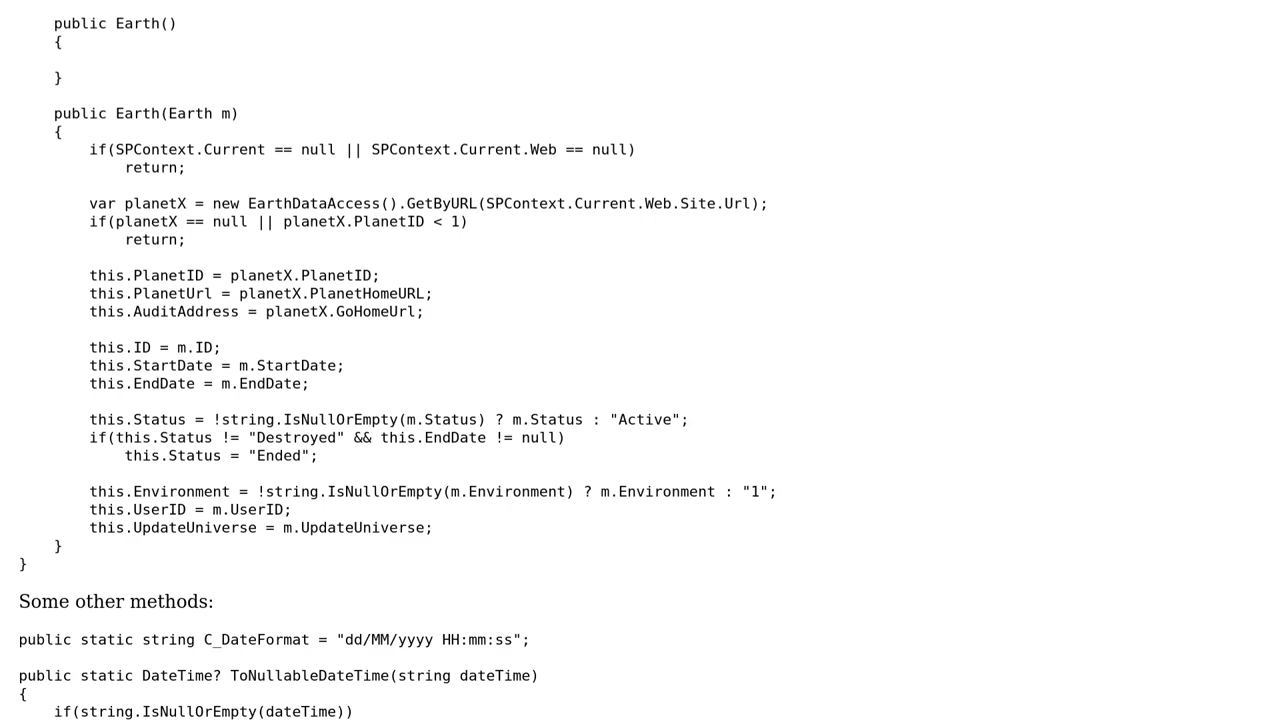 public Earth()
    {

    }

    public Earth(Earth m)
    {
        if(SPContext.Current == null || SPContext.Current.Web == null)
            return;

        var planetX = new EarthDataAccess().GetByURL(SPContext.Current.Web.Site.Url);
        if(planetX == null || planetX.PlanetID < 1)
            return;

        this.PlanetID = planetX.PlanetID;
        this.PlanetUrl = planetX.PlanetHomeURL;
        this.AuditAddress = planetX.GoHomeUrl;

        this.ID = m.ID;
        this.StartDate = m.StartDate;
        this.EndDate = m.EndDate;

        this.Status = !string.IsNullOrEmpty(m.Status) ? m.Status : "Active";
        if(this.Status != "Destroyed" && this.EndDate != null)
            this.Status = "Ended";

        this.Environment = !string.IsNullOrEmpty(m.Environment) ? m.Environment : "1";
        this.UserID = m.UserID;
        this.UpdateUniverse = m.UpdateUniverse;
    }
}
Some other methods:
public static string C_DateFormat = "dd/MM/yyyy HH:mm:ss";

public static DateTime? ToNullableDateTime(string dateTime)
{
    if(string.IsNullOrEmpty(dateTime))